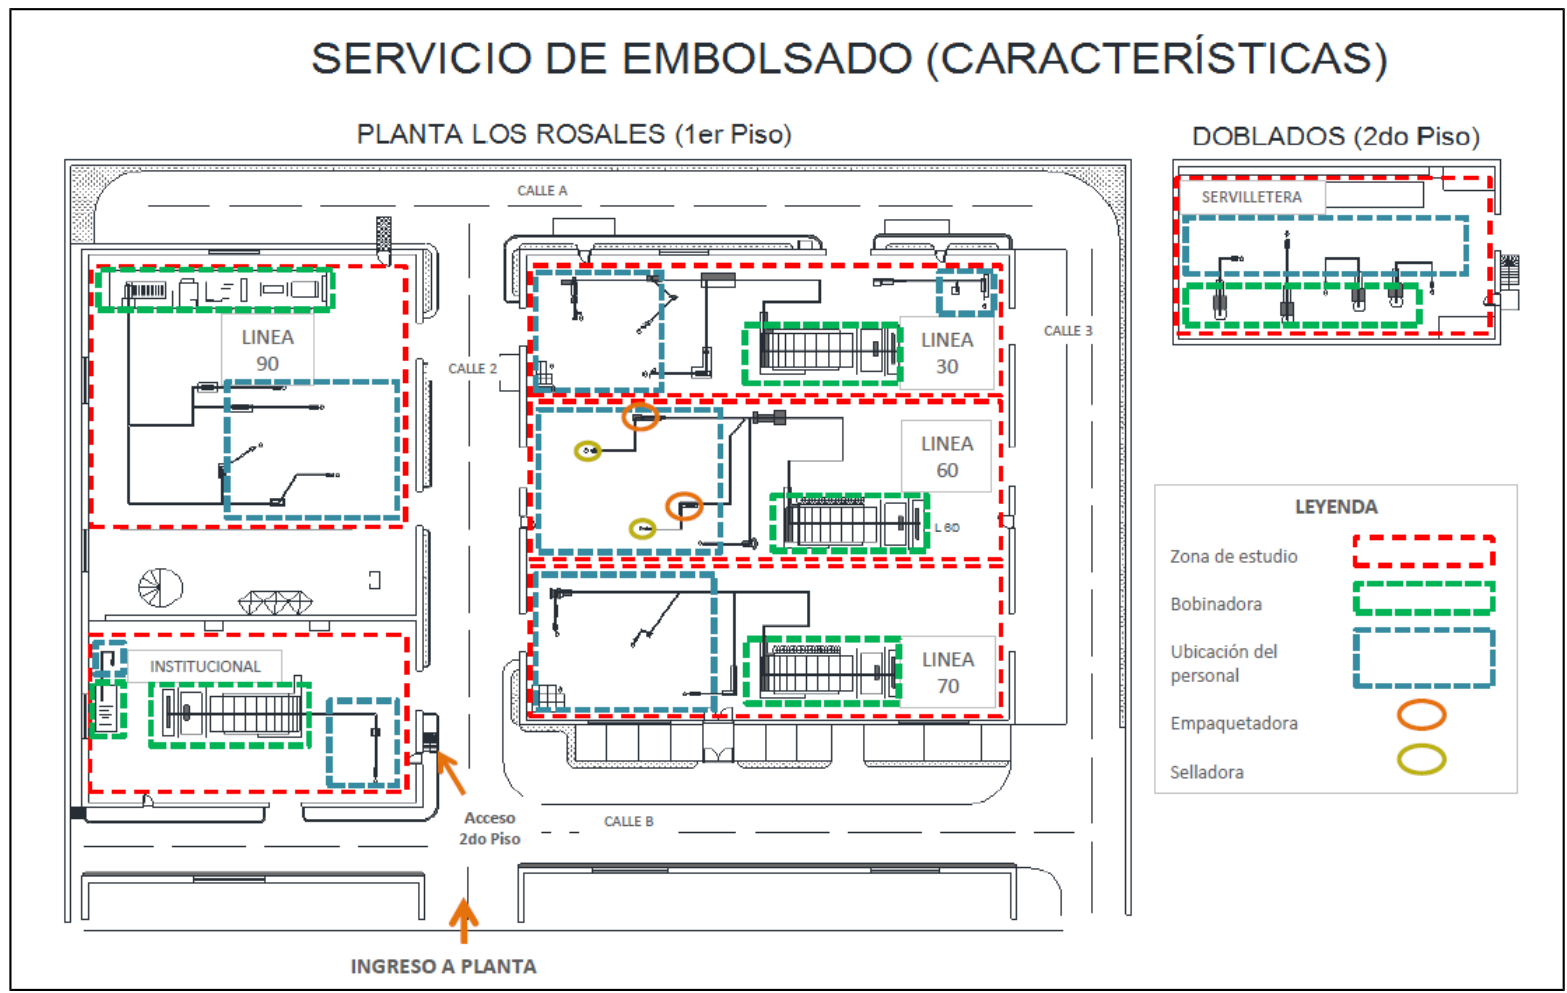 SERVICIO DE EMBOLSADO (CARACTERÍSTICAS)
PLANTA LOS ROSALES (1er Piso)
DOBLADOS (2do Piso)
CALLE A
SERVILLETERA
LINEA
90
CALLE 2
LINEA
30
CALLE 3
LINEA
60
L 60
INSTITUCIONAL
LINEA
70
Acceso
2do Piso
CALLE B
INGRESO A PLANTA
LEYENDA
Zona de estudio
Bobinadora
Ubicación del
personal
Empaquetadora
Selladora